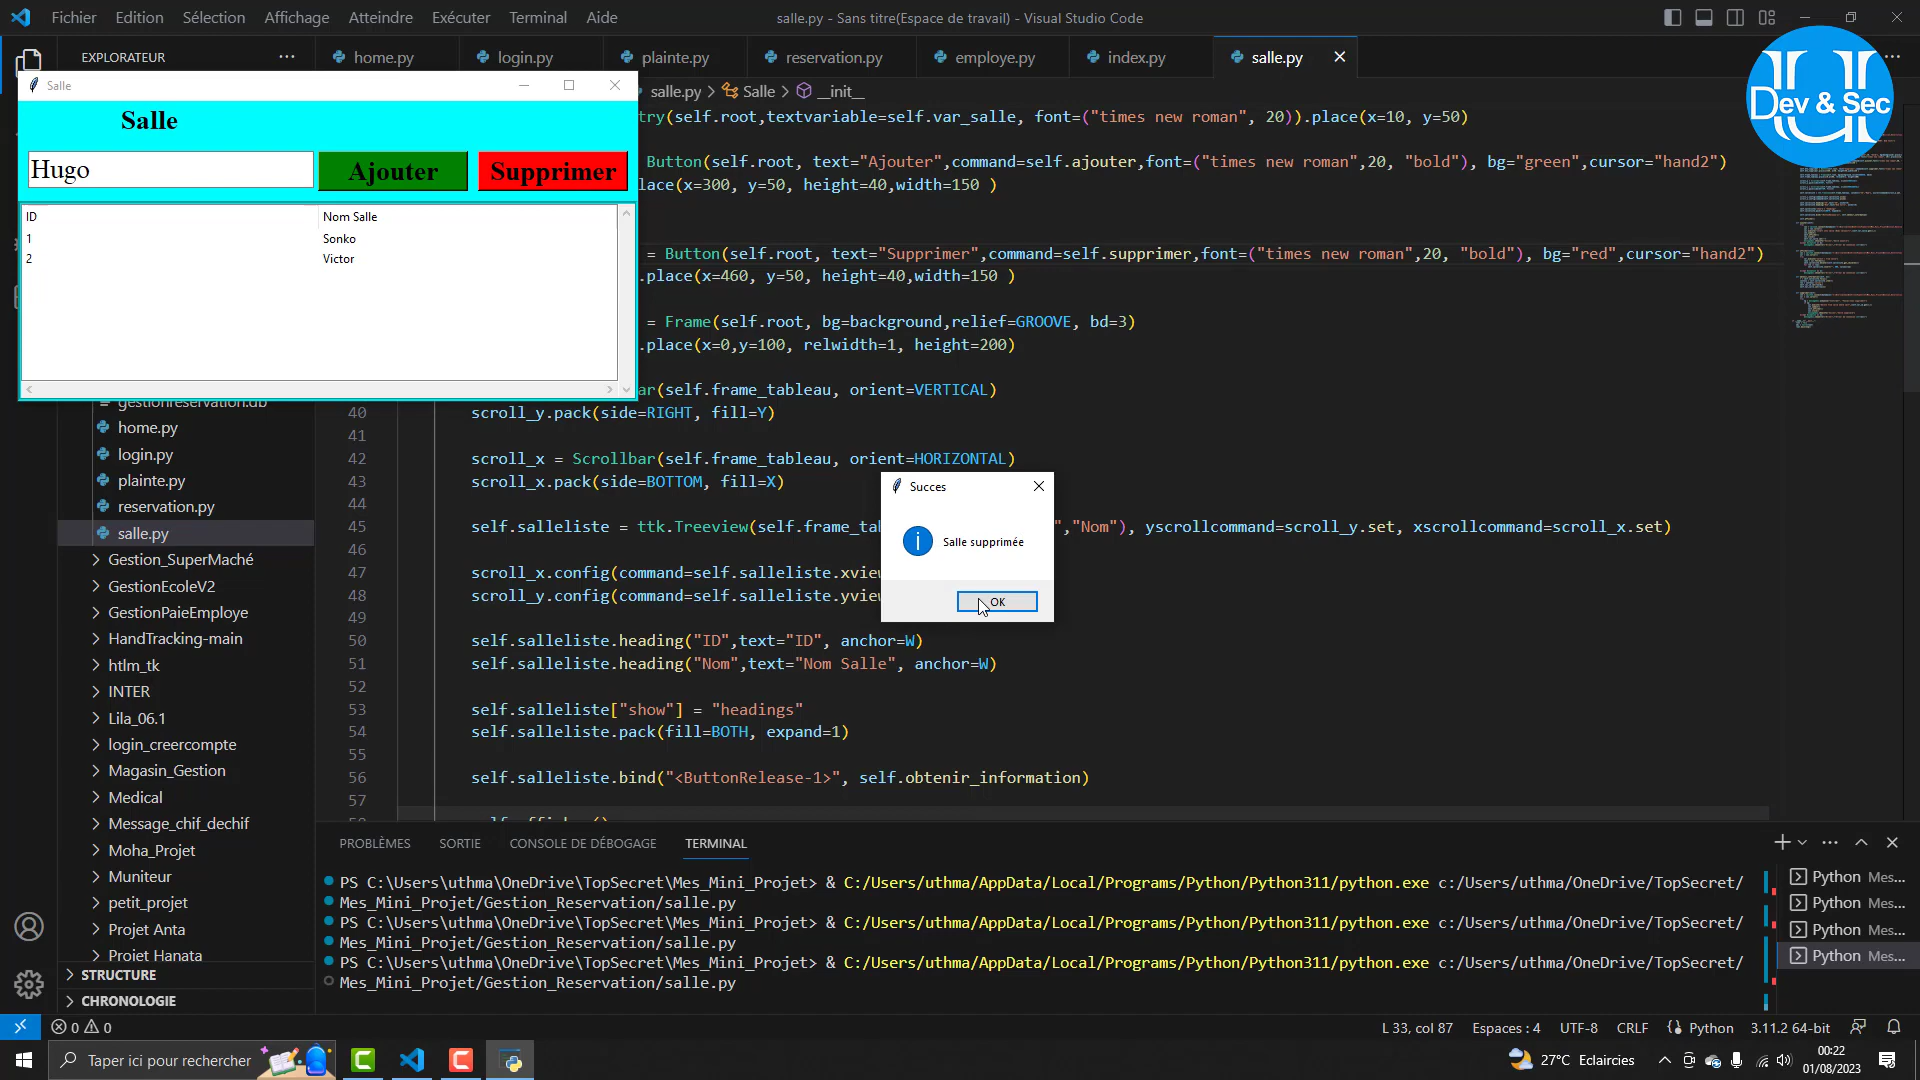 Fichier Edition Sélection Affichage Atteindre Exécuter Terminal Aide
salle.py - Sans titre(Espace de travail) - Visual Studio Code
EXPLORATEUR
home.py login.py plainte.py reservation.py employe.py index.py salle.py
Dev & Sec
salle.py > Salle > __init__
Salle
Salle
Hugo
Ajouter
Supprimer
ID Nom Salle
1 Sonko
2 Victor
try(self.root,textvariable=self.var_salle, font=("times new roman", 20)).place(x=10, y=50)
Button(self.root, text="Ajouter",command=self.ajouter,font=("times new roman",20, "bold"), bg="green",cursor="hand2")
lace(x=300, y=50, height=40,width=150 )
= Button(self.root, text="Supprimer",command=self.supprimer,font=("times new roman",20, "bold"), bg="red",cursor="hand2")
.place(x=460, y=50, height=40,width=150 )
= Frame(self.root, bg=background,relief=GROOVE, bd=3)
.place(x=0,y=100, relwidth=1, height=200)
ar(self.frame_tableau, orient=VERTICAL)
40 scroll_y.pack(side=RIGHT, fill=Y)
41
42 scroll_x = Scrollbar(self.frame_tableau, orient=HORIZONTAL)
43 scroll_x.pack(side=BOTTOM, fill=X)
44
45 self.salleliste = ttk.Treeview(self.frame_ta ","Nom"), yscrollcommand=scroll_y.set, xscrollcommand=scroll_x.set)
46
47 scroll_x.config(command=self.salleliste.xview
48 scroll_y.config(command=self.salleliste.yview
49
50 self.salleliste.heading("ID",text="ID", anchor=W)
51 self.salleliste.heading("Nom",text="Nom Salle", anchor=W)
52
53 self.salleliste["show"] = "headings"
54 self.salleliste.pack(fill=BOTH, expand=1)
55
56 self.salleliste.bind("<ButtonRelease-1>", self.obtenir_information)
57
Succes
Salle supprimée
OK
gestionreservation.db
home.py
login.py
plainte.py
reservation.py
salle.py
Gestion_SuperMaché
GestionEcoleV2
GestionPaieEmploye
HandTracking-main
htlm_tk
INTER
Lila_06.1
login_creercompte
Magasin_Gestion
Medical
Message_chif_dechif
Moha_Projet
Muniteur
petit_projet
Projet Anta
Projet Hanata
STRUCTURE
CHRONOLOGIE
PROBLÈMES SORTIE CONSOLE DE DÉBOGAGE TERMINAL
PS C:\Users\uthma\OneDrive\TopSecret\Mes_Mini_Projet> & C:/Users/uthma/AppData/Local/Programs/Python/Python311/python.exe c:/Users/uthma/OneDrive/TopSecret/
Mes_Mini_Projet/Gestion_Reservation/salle.py
PS C:\Users\uthma\OneDrive\TopSecret\Mes_Mini_Projet> & C:/Users/uthma/AppData/Local/Programs/Python/Python311/python.exe c:/Users/uthma/OneDrive/TopSecret/
Mes_Mini_Projet/Gestion_Reservation/salle.py
PS C:\Users\uthma\OneDrive\TopSecret\Mes_Mini_Projet> & C:/Users/uthma/AppData/Local/Programs/Python/Python311/python.exe c:/Users/uthma/OneDrive/TopSecret/
Mes_Mini_Projet/Gestion_Reservation/salle.py
Python Mes...
Python Mes...
Python Mes...
Python Mes...
0 0
L 33, col 87 Espaces : 4 UTF-8 CRLF Python 3.11.2 64-bit
Taper ici pour rechercher
27°C Eclaircies
00:22
01/08/2023